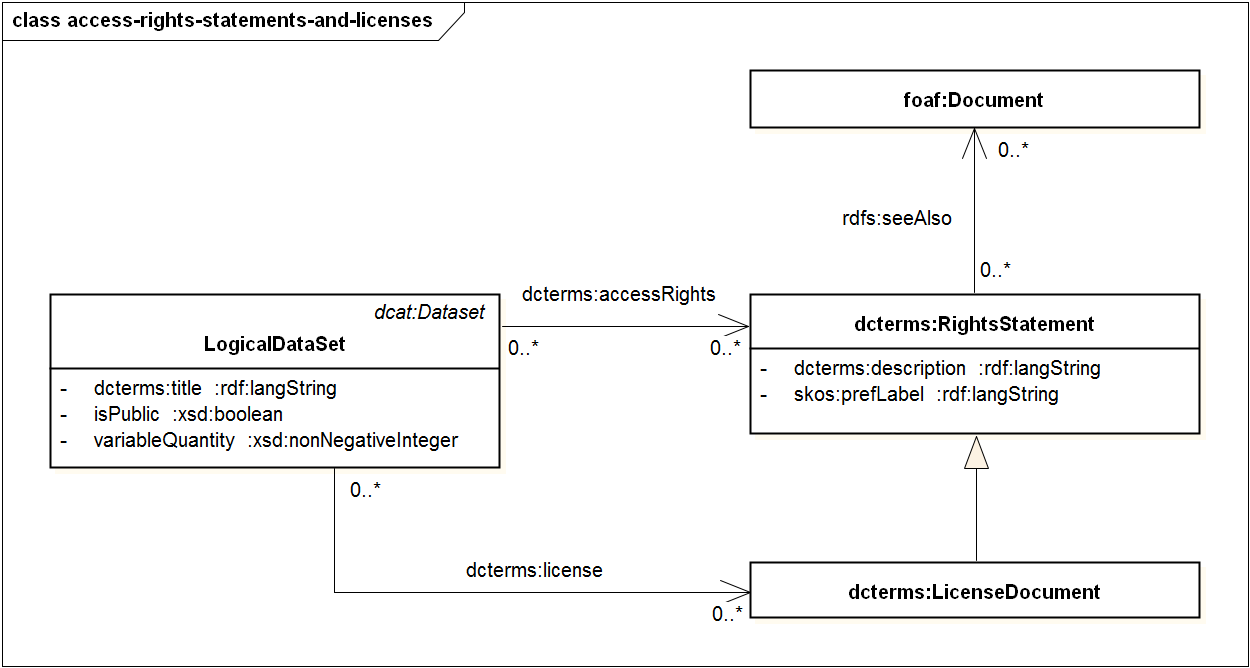 class access-rights-statements-and-licenses
foaf:Document
0..*
rdfs:seeAlso
0..*
dcat:Dataset
LogicalDataSet
- dcterms:title :rdf:langString
- isPublic :xsd:boolean
- variableQuantity :xsd:nonNegativeInteger
dcterms:accessRights
0..* 0..*
dcterms:RightsStatement
- dcterms:description :rdf:langString
- skos:prefLabel :rdf:langString
0..*
dcterms:license
0..*
dcterms:LicenseDocument